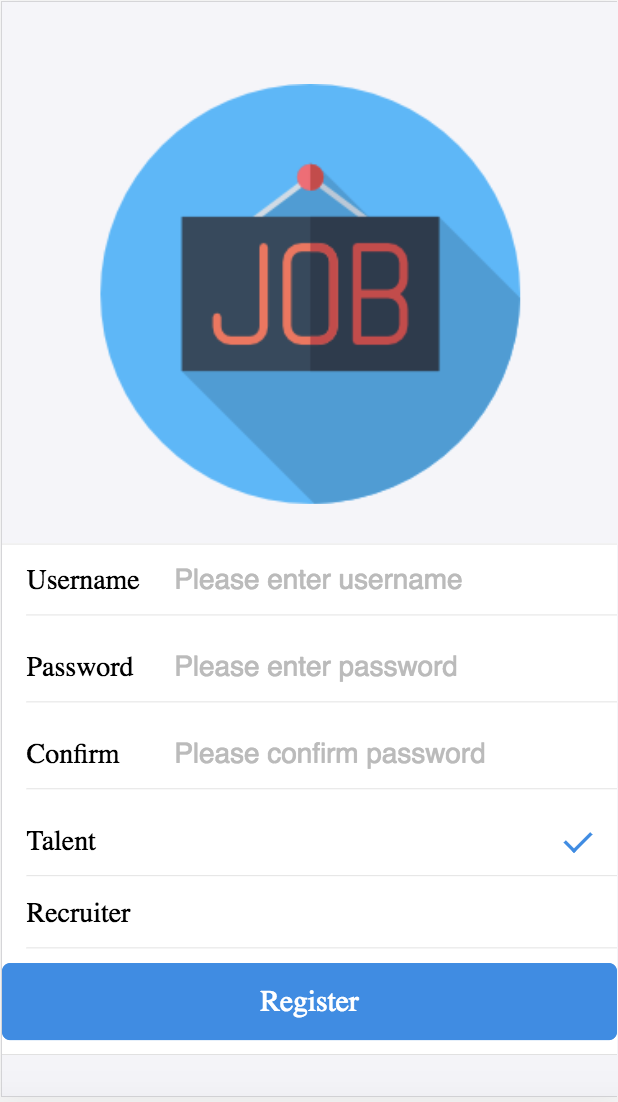 JOB
Username Please enter username
Password Please enter password
Confirm Please confirm password
Talent
Recruiter
Register